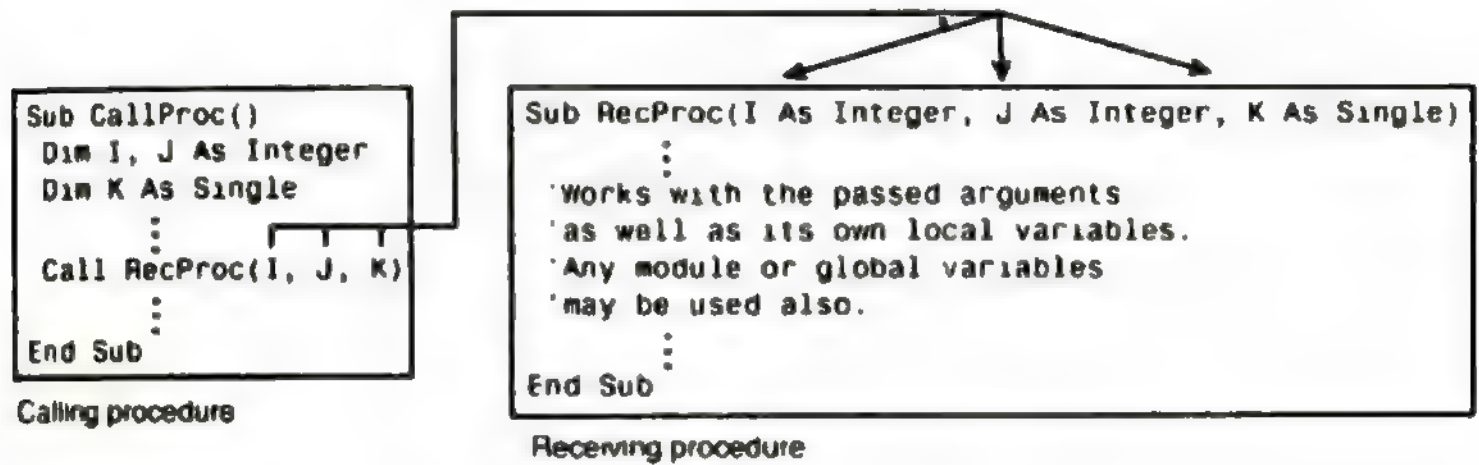 Sub CallProc()
Dim I, J As Integer
Dim K As Single
Call RecProc(I, J, K)
End Sub
Calling procedure
Sub RecProc(I As Integer, J As Integer, K As Single)
'Works with the passed arguments
'as well as its own local variables.
'Any module or global variables
'may be used also.
End Sub
Receiving procedure